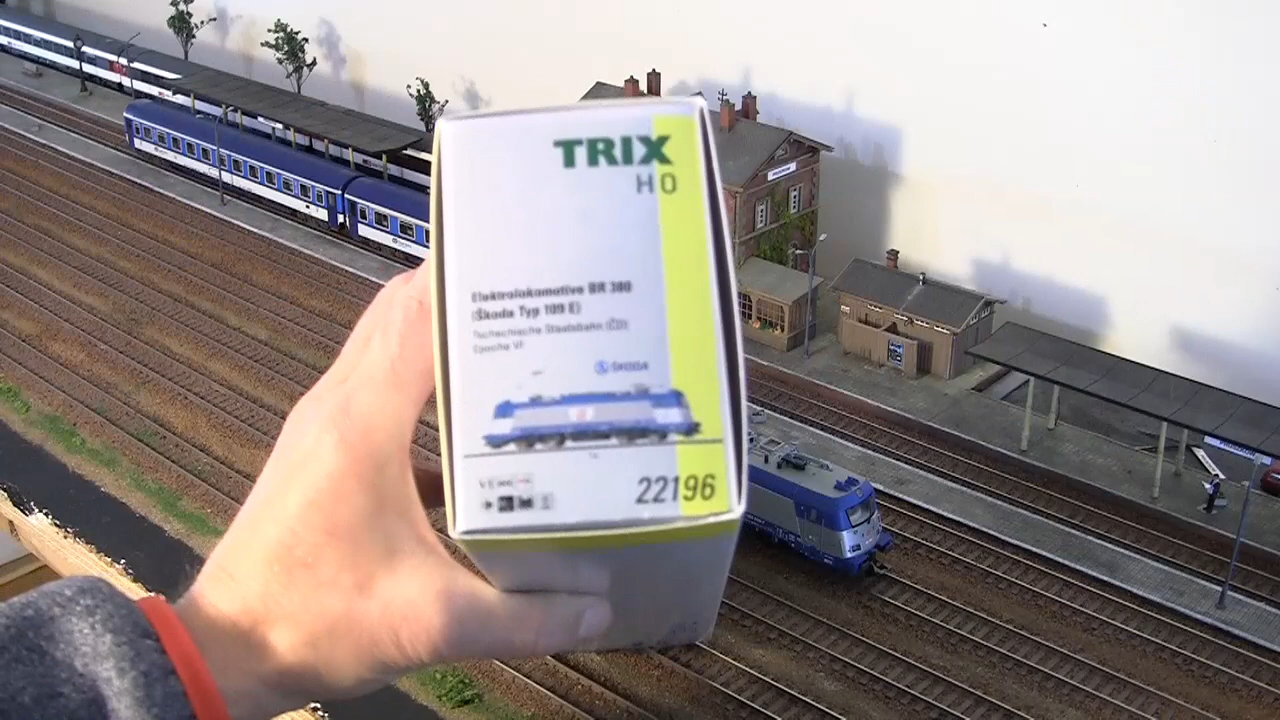 TRIX
H0
Elektrolokomotive BR 380
(Škoda Typ 109 E)
Tschechische Staatsbahn (ČD)
Epoche VI
ŠKODA
22196